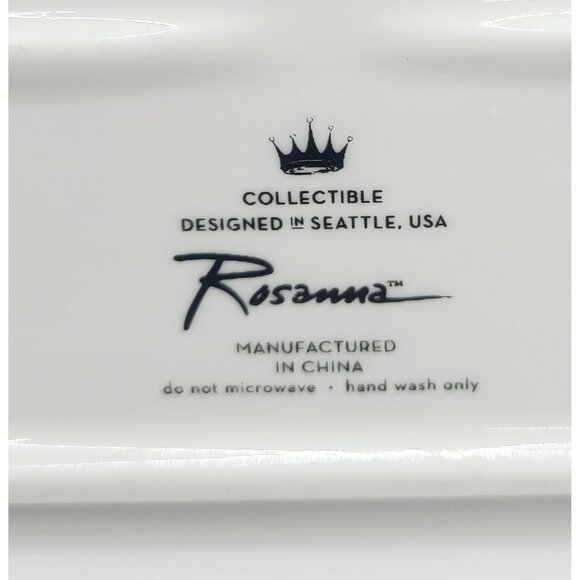 COLLECTIBLE
DESIGNED IN SEATTLE, USA
Rosanna™
MANUFACTURED
IN CHINA
do not microwave · hand wash only